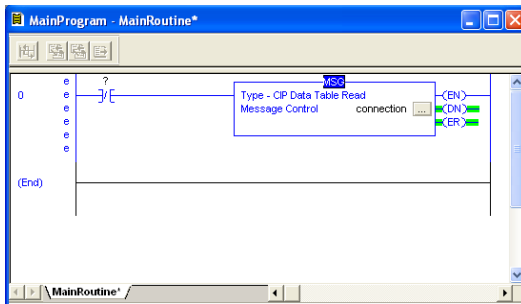 MainProgram - MainRoutine*
e
0 e
e
e
e
e
?
MSG
Type - CIP Data Table Read
Message Control connection ...
(EN)
(DN)
(ER)
(End)
MainRoutine*